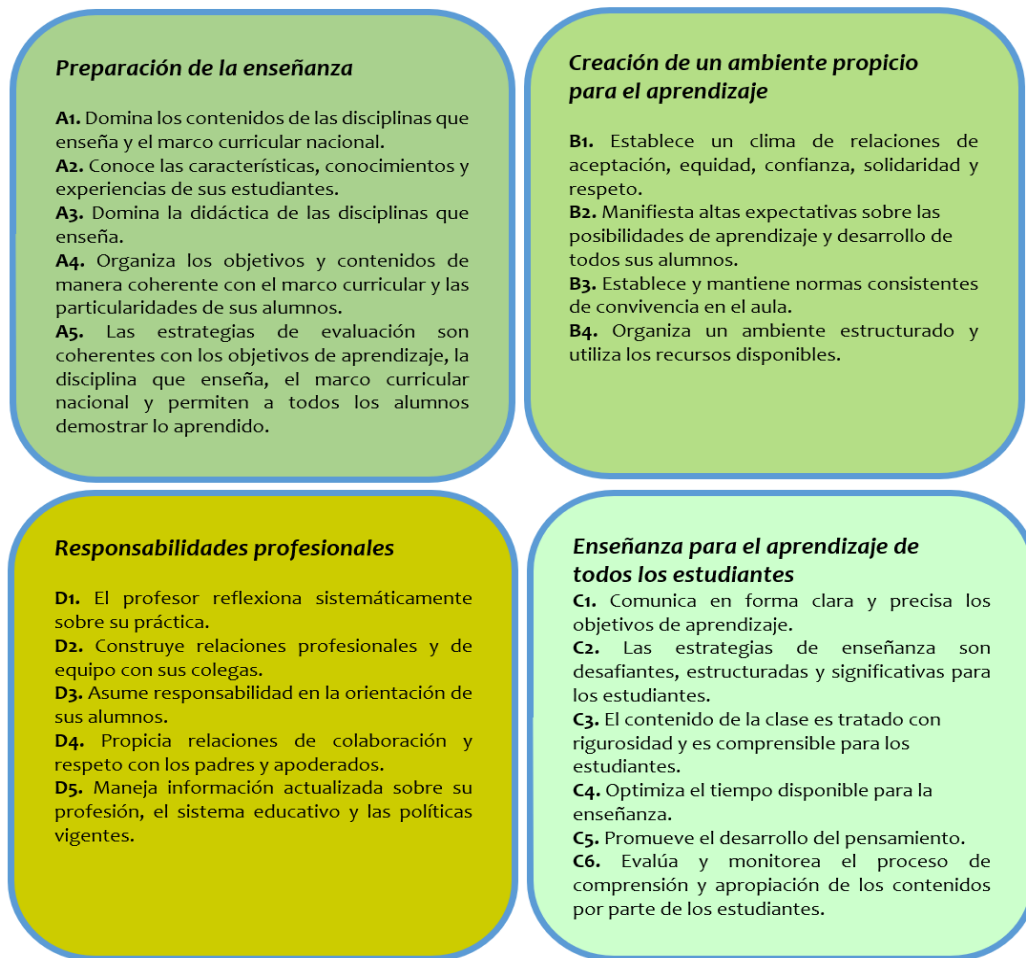 Preparación de la enseñanza
A1. Domina los contenidos de las disciplinas que
enseña y el marco curricular nacional.
A2. Conoce las características, conocimientos y
experiencias de sus estudiantes.
A3. Domina la didáctica de las disciplinas que
enseña.
A4. Organiza los objetivos y contenidos de
manera coherente con el marco curricular y las
particularidades de sus alumnos.
A5. Las estrategias de evaluación son
coherentes con los objetivos de aprendizaje, la
disciplina que enseña, el marco curricular
nacional y permiten a todos los alumnos
demostrar lo aprendido.
Creación de un ambiente propicio
para el aprendizaje
B1. Establece un clima de relaciones de
aceptación, equidad, confianza, solidaridad y
respeto.
B2. Manifiesta altas expectativas sobre las
posibilidades de aprendizaje y desarrollo de
todos sus alumnos.
B3. Establece y mantiene normas consistentes
de convivencia en el aula.
B4. Organiza un ambiente estructurado y
utiliza los recursos disponibles.
Responsabilidades profesionales
D1. El profesor reflexiona sistemáticamente
sobre su práctica.
D2. Construye relaciones profesionales y de
equipo con sus colegas.
D3. Asume responsabilidad en la orientación de
sus alumnos.
D4. Propicia relaciones de colaboración y
respeto con los padres y apoderados.
D5. Maneja información actualizada sobre su
profesión, el sistema educativo y las políticas
vigentes.
Enseñanza para el aprendizaje de
todos los estudiantes
C1. Comunica en forma clara y precisa los
objetivos de aprendizaje.
C2. Las estrategias de enseñanza son
desafiantes, estructuradas y significativas para
los estudiantes.
C3. El contenido de la clase es tratado con
rigurosidad y es comprensible para los
estudiantes.
C4. Optimiza el tiempo disponible para la
enseñanza.
C5. Promueve el desarrollo del pensamiento.
C6. Evalúa y monitorea el proceso de
comprensión y apropiación de los contenidos
por parte de los estudiantes.